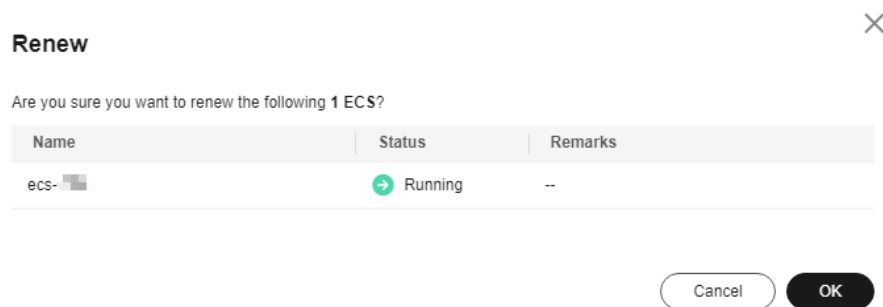 Renew
Are you sure you want to renew the following 1 ECS?
Name Status Remarks
ecs- Running --
Cancel OK